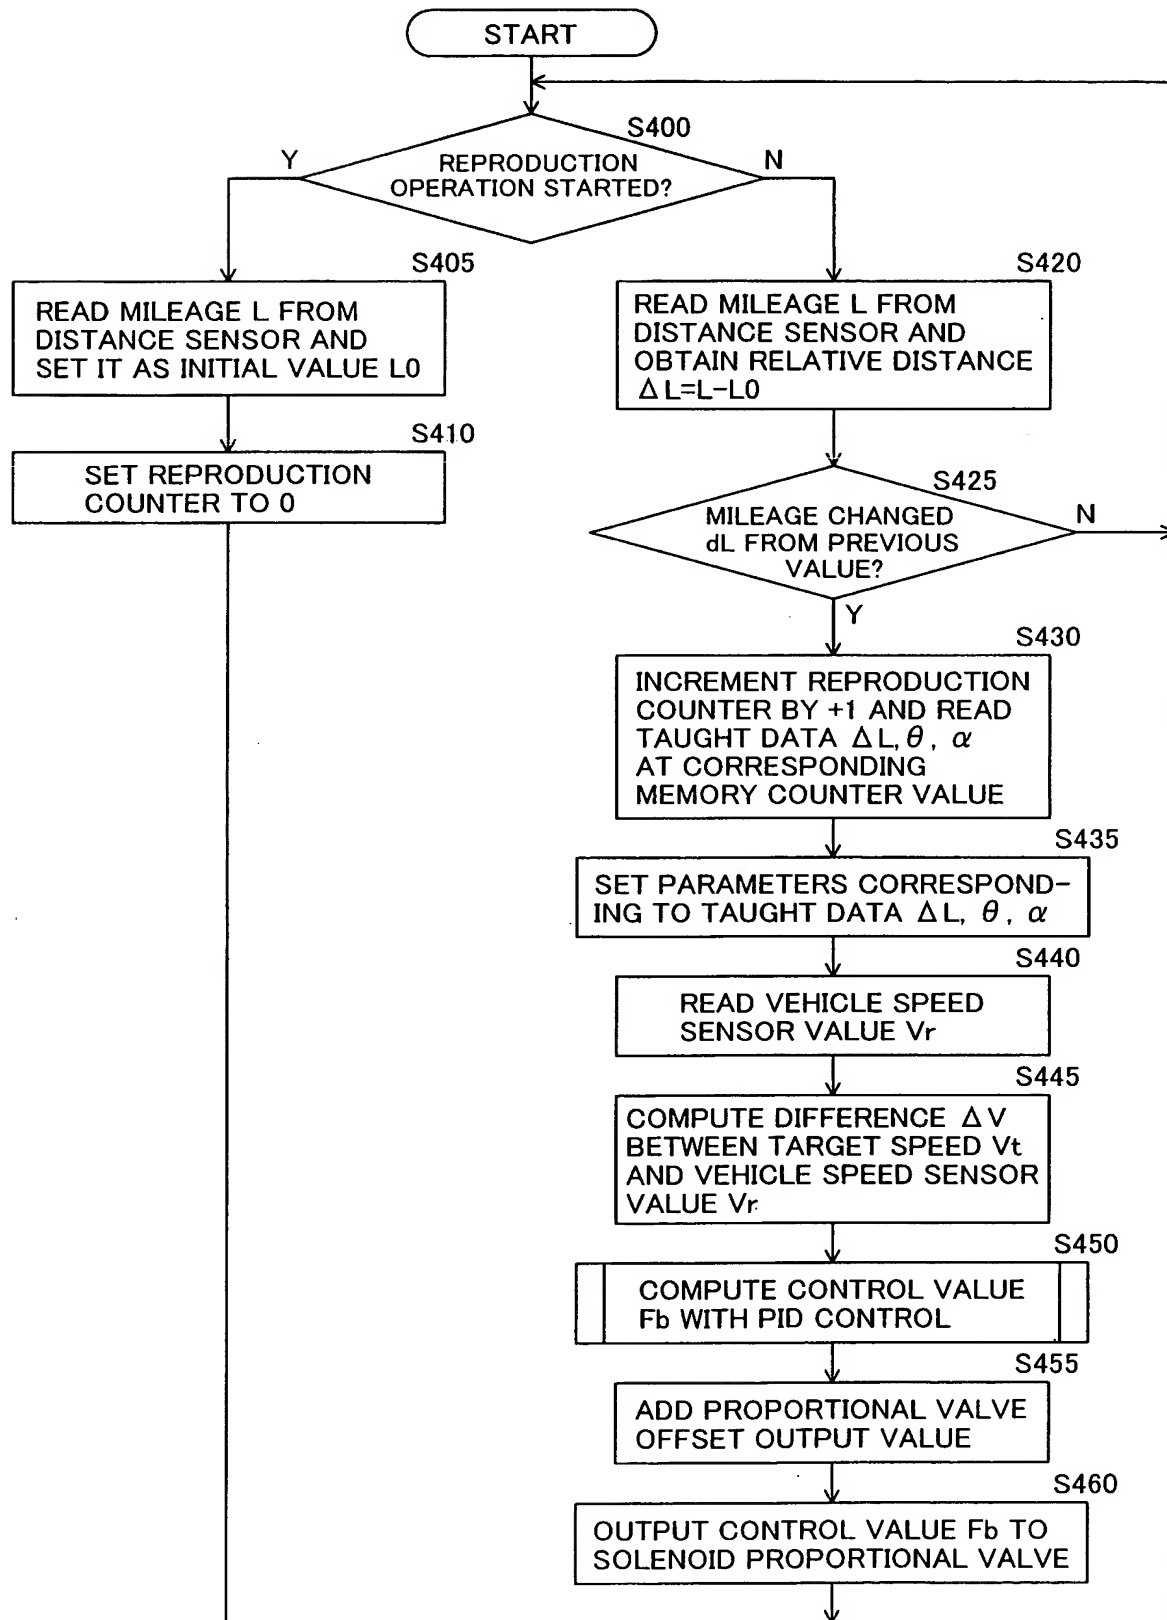 START
S400
Y
N
REPRODUCTION
OPERATION STARTED?
S405
READ MILEAGE L FROM
DISTANCE SENSOR AND
SET IT AS INITIAL VALUE L0
S410
SET REPRODUCTION
COUNTER TO 0
S420
READ MILEAGE L FROM
DISTANCE SENSOR AND
OBTAIN RELATIVE DISTANCE
ΔL=L-L0
S425
MILEAGE CHANGED
dL FROM PREVIOUS
VALUE?
N
Y
S430
INCREMENT REPRODUCTION
COUNTER BY +1 AND READ
TAUGHT DATA ΔL, θ, α
AT CORRESPONDING
MEMORY COUNTER VALUE
S435
SET PARAMETERS CORRESPOND-
ING TO TAUGHT DATA ΔL, θ, α
S440
READ VEHICLE SPEED
SENSOR VALUE Vr
S445
COMPUTE DIFFERENCE ΔV
BETWEEN TARGET SPEED Vt
AND VEHICLE SPEED SENSOR
VALUE Vr
S450
COMPUTE CONTROL VALUE
Fb WITH PID CONTROL
S455
ADD PROPORTIONAL VALVE
OFFSET OUTPUT VALUE
S460
OUTPUT CONTROL VALUE Fb TO
SOLENOID PROPORTIONAL VALVE